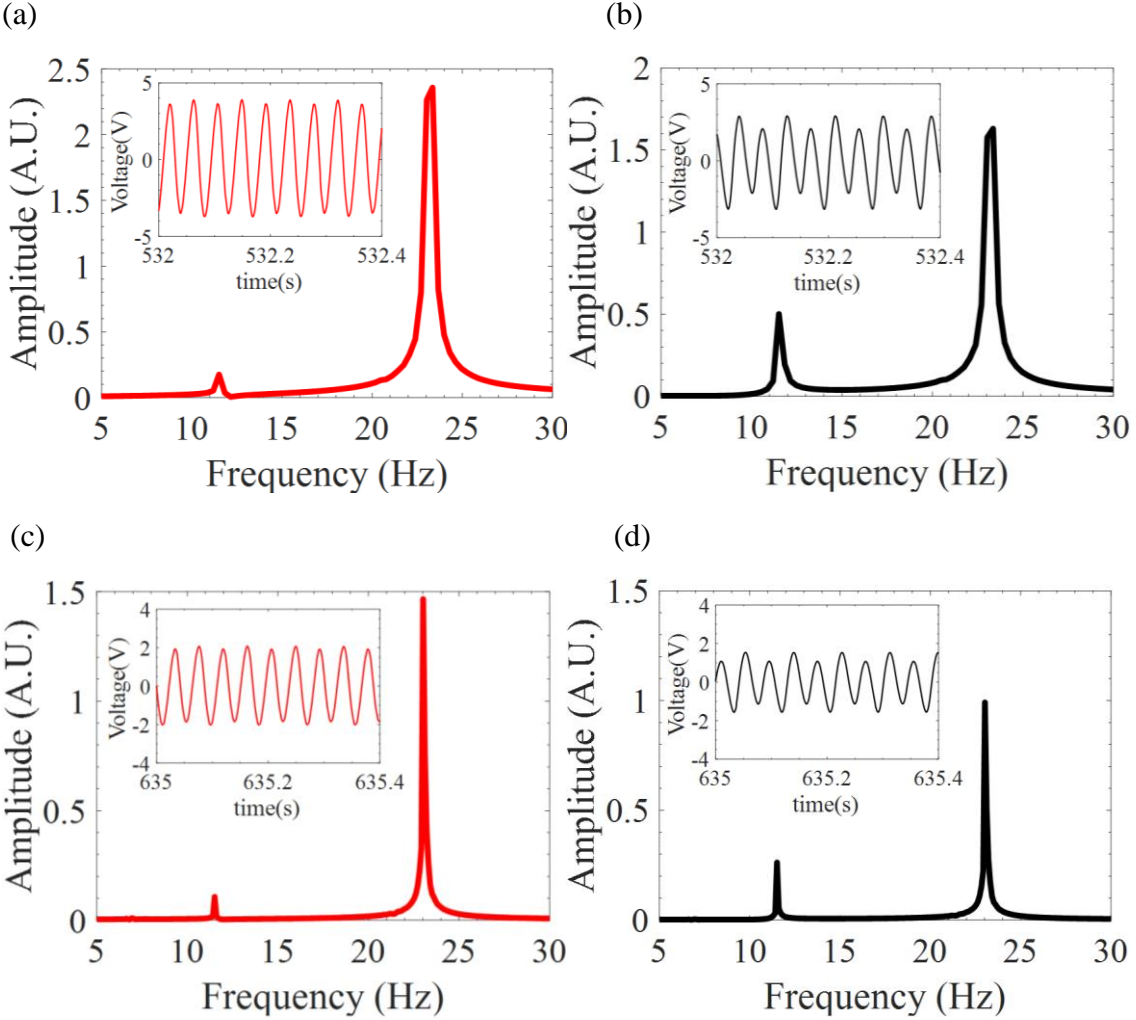 (a)
(b)
2.5
2
1.5
1
0.5
0
5 10 15 20 25 30
Amplitude (A.U.)
Frequency (Hz)
5
0
-5
532 532.2 532.4
Voltage(V)
time(s)
2
1.5
1
0.5
0
5 10 15 20 25 30
Amplitude (A.U.)
Frequency (Hz)
5
0
-5
532 532.2 532.4
Voltage(V)
time(s)
(c)
(d)
1.5
1
0.5
0
5 10 15 20 25 30
Amplitude (A.U.)
Frequency (Hz)
4
2
0
-2
-4
635 635.2 635.4
Voltage(V)
time(s)
1.5
1
0.5
0
5 10 15 20 25 30
Amplitude (A.U.)
Frequency (Hz)
4
2
0
-2
-4
635 635.2 635.4
Voltage(V)
time(s)